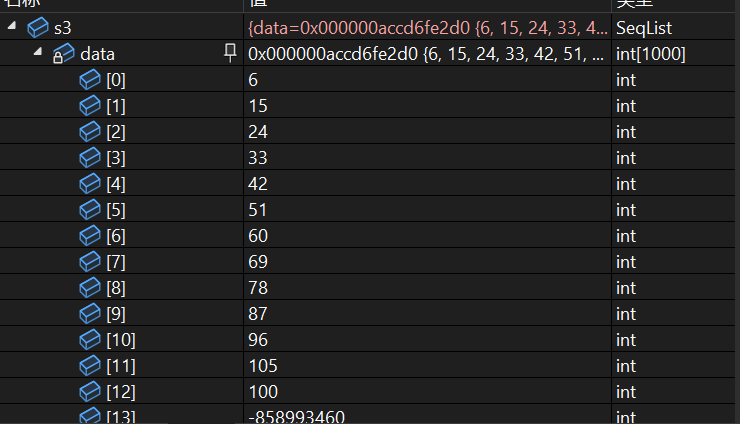 名称 值 类型
s3 {data=0x000000accd6fe2d0 {6, 15, 24, 33, 4... SeqList
data 0x000000accd6fe2d0 {6, 15, 24, 33, 42, 51, ... int[1000]
[0] 6 int
[1] 15 int
[2] 24 int
[3] 33 int
[4] 42 int
[5] 51 int
[6] 60 int
[7] 69 int
[8] 78 int
[9] 87 int
[10] 96 int
[11] 105 int
[12] 100 int
[13] -858993460 int